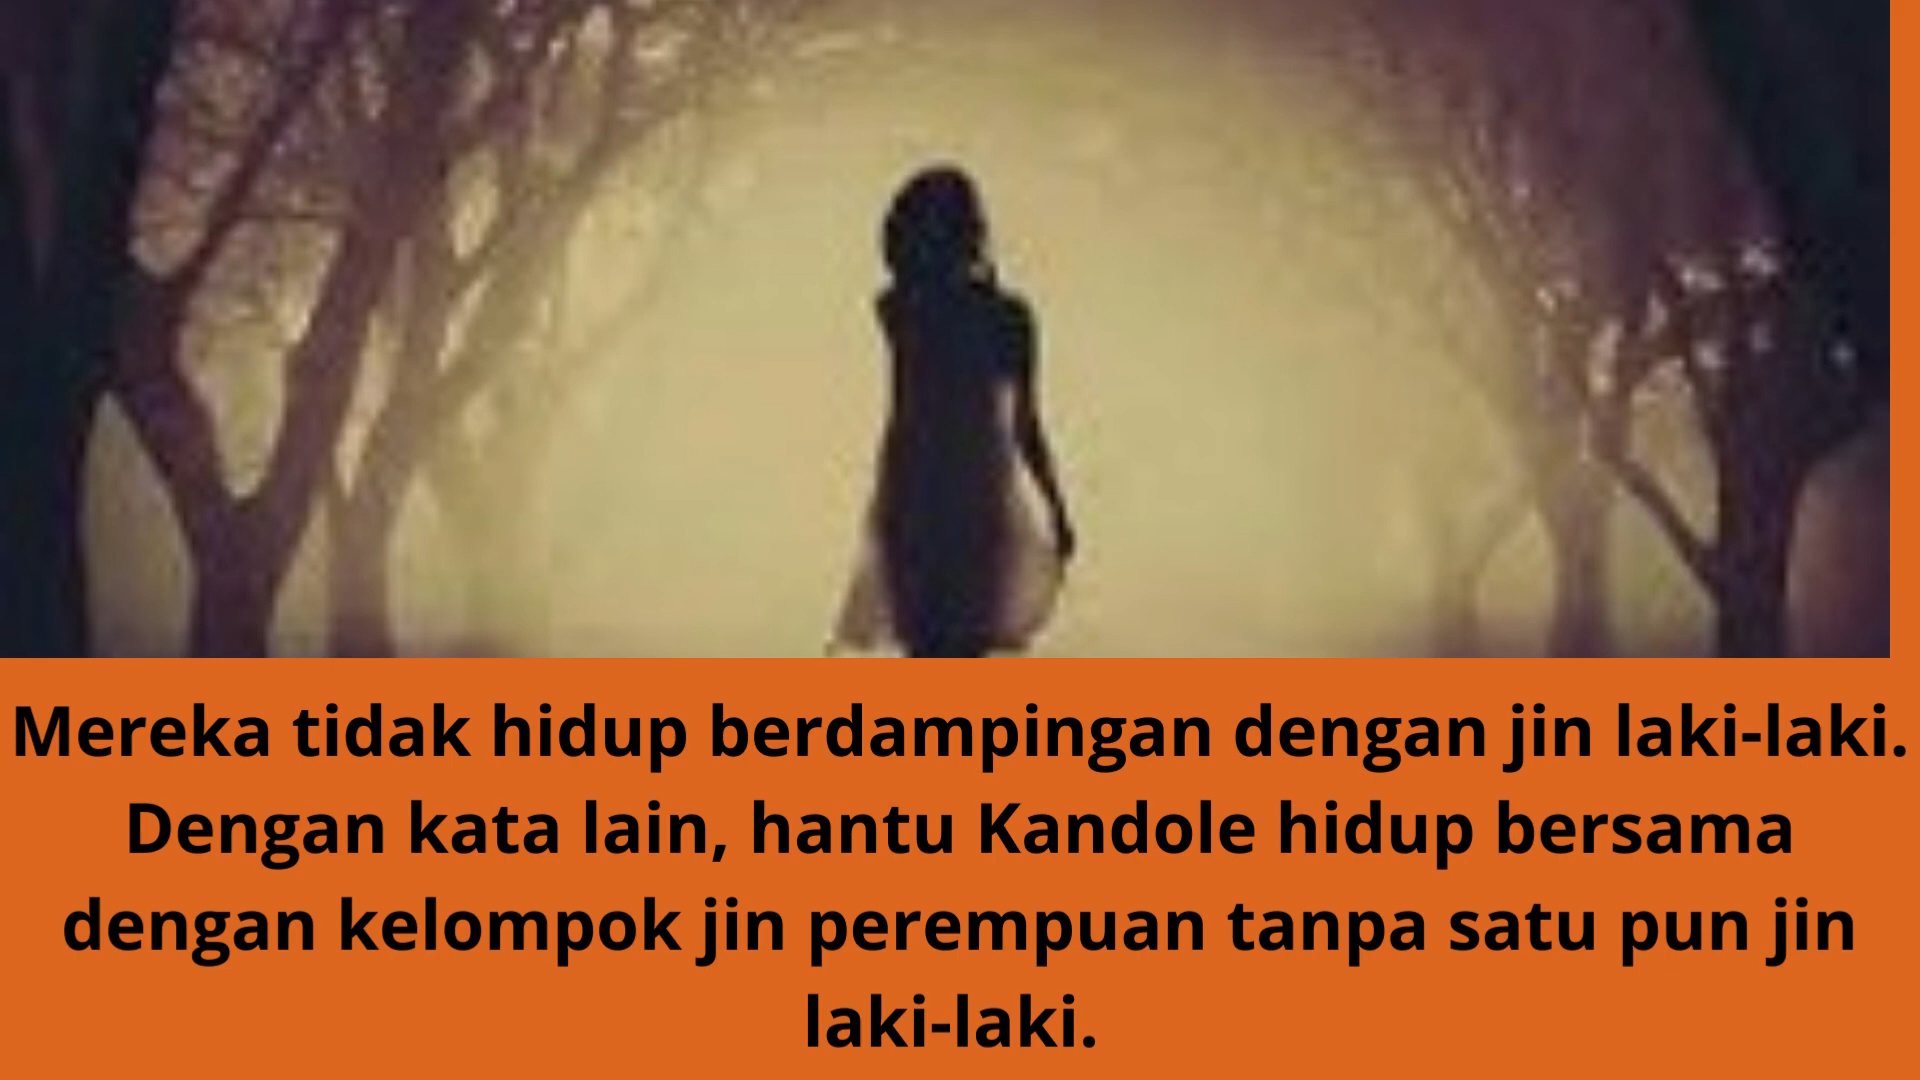 Mereka tidak hidup berdampingan dengan jin laki-laki.
Dengan kata lain, hantu Kandole hidup bersama
dengan kelompok jin perempuan tanpa satu pun jin
laki-laki.